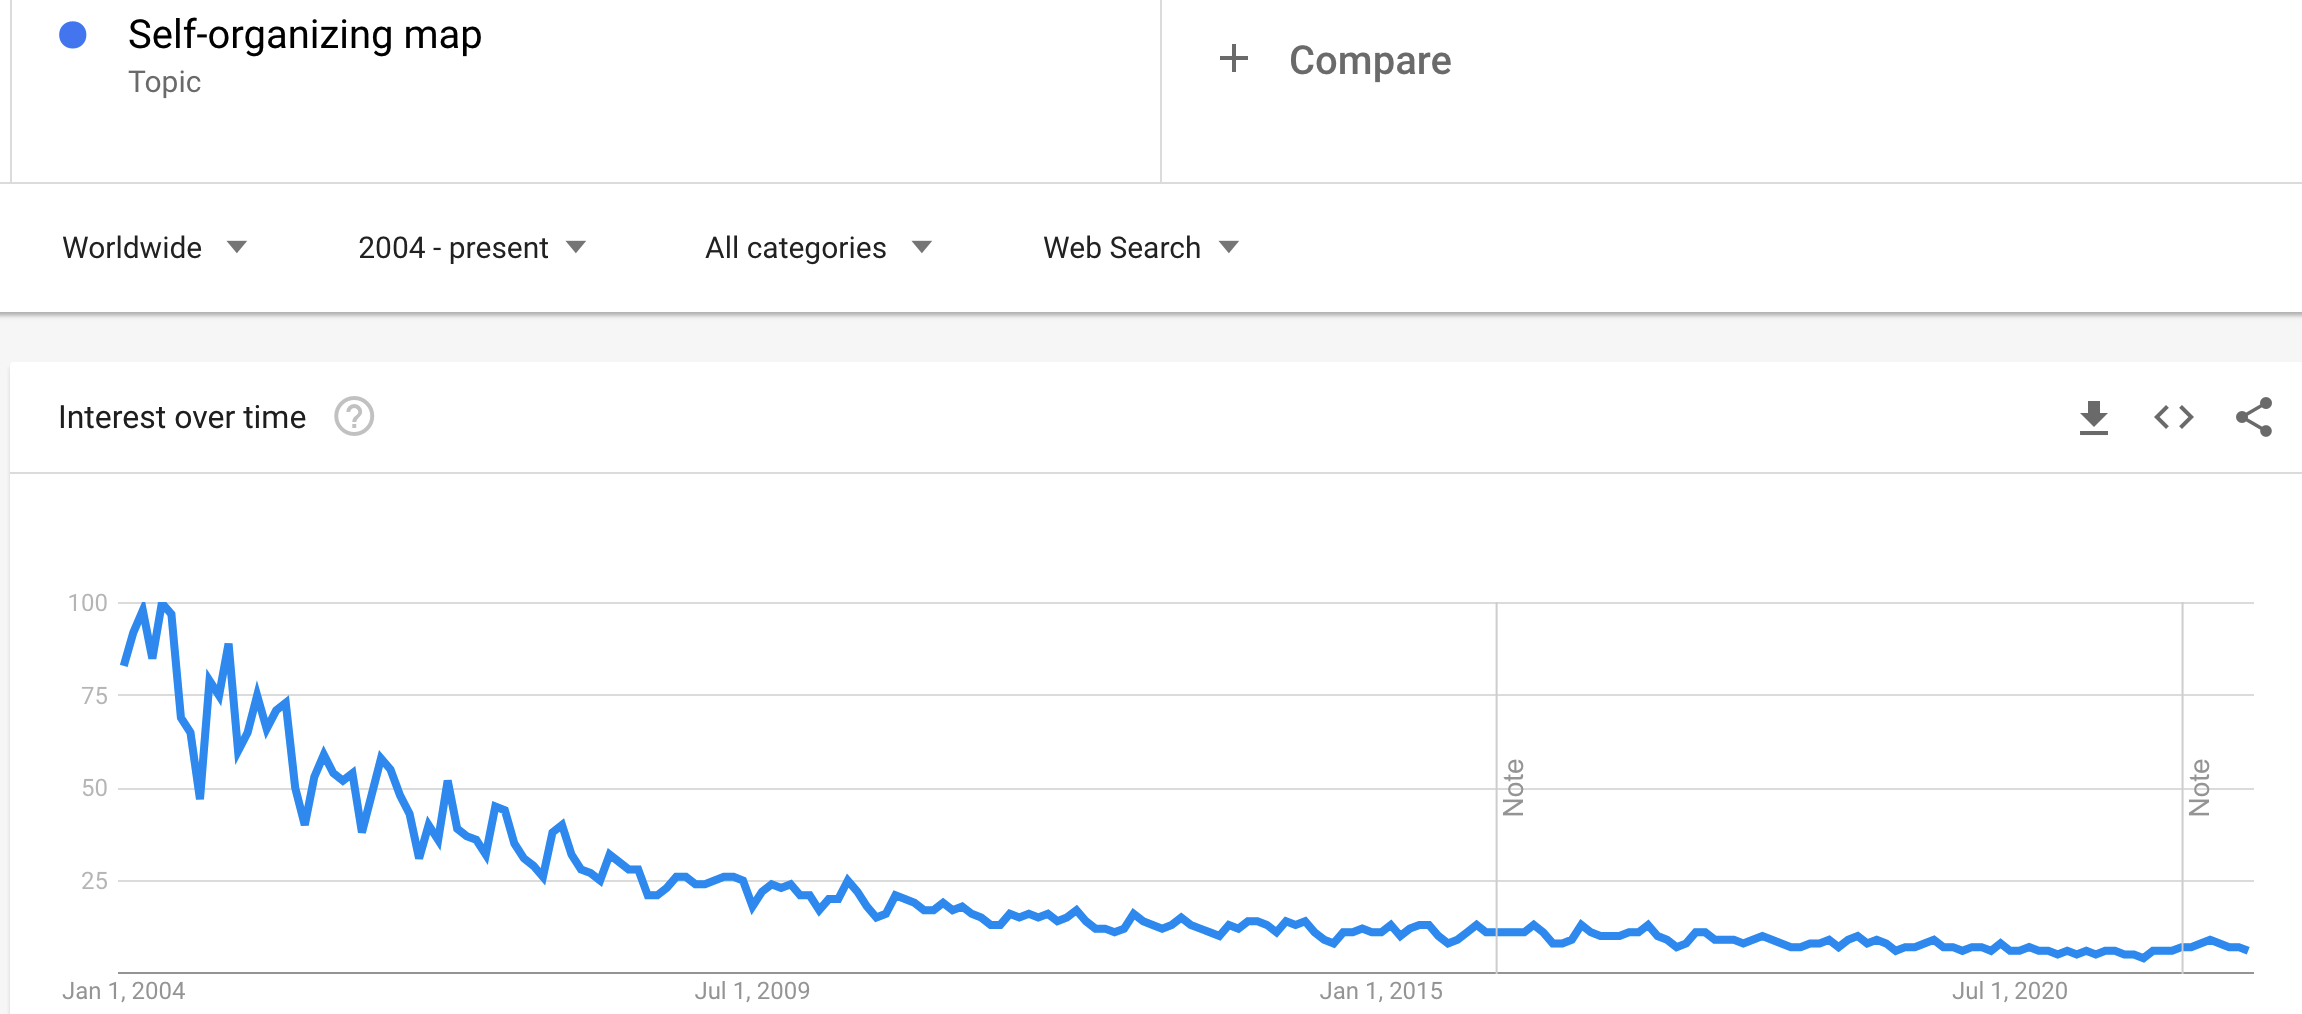 Self-organizing map
Topic
+ Compare
Worldwide 2004 - present All categories Web Search
Interest over time ?
100
75
50
25
Note
Note
Jan 1, 2004 Jul 1, 2009 Jan 1, 2015 Jul 1, 2020